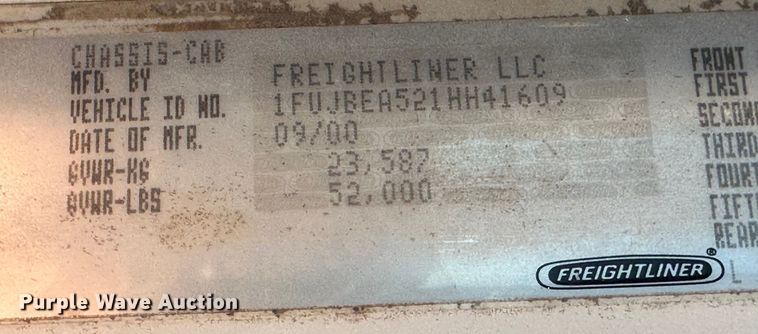 CHASSIS-CAB
MFD. BY FREIGHTLINER LLC
VEHICLE ID NO. 1FUJBEA521HH41609
DATE OF MFR. 09/00
GVWR-KG 23,587
GVWR-LBS 52,000
FRONT
FIRST
SECON
THIRD
FOURT
FIFT
REAR
L
FREIGHTLINER®
Purple Wave Auction